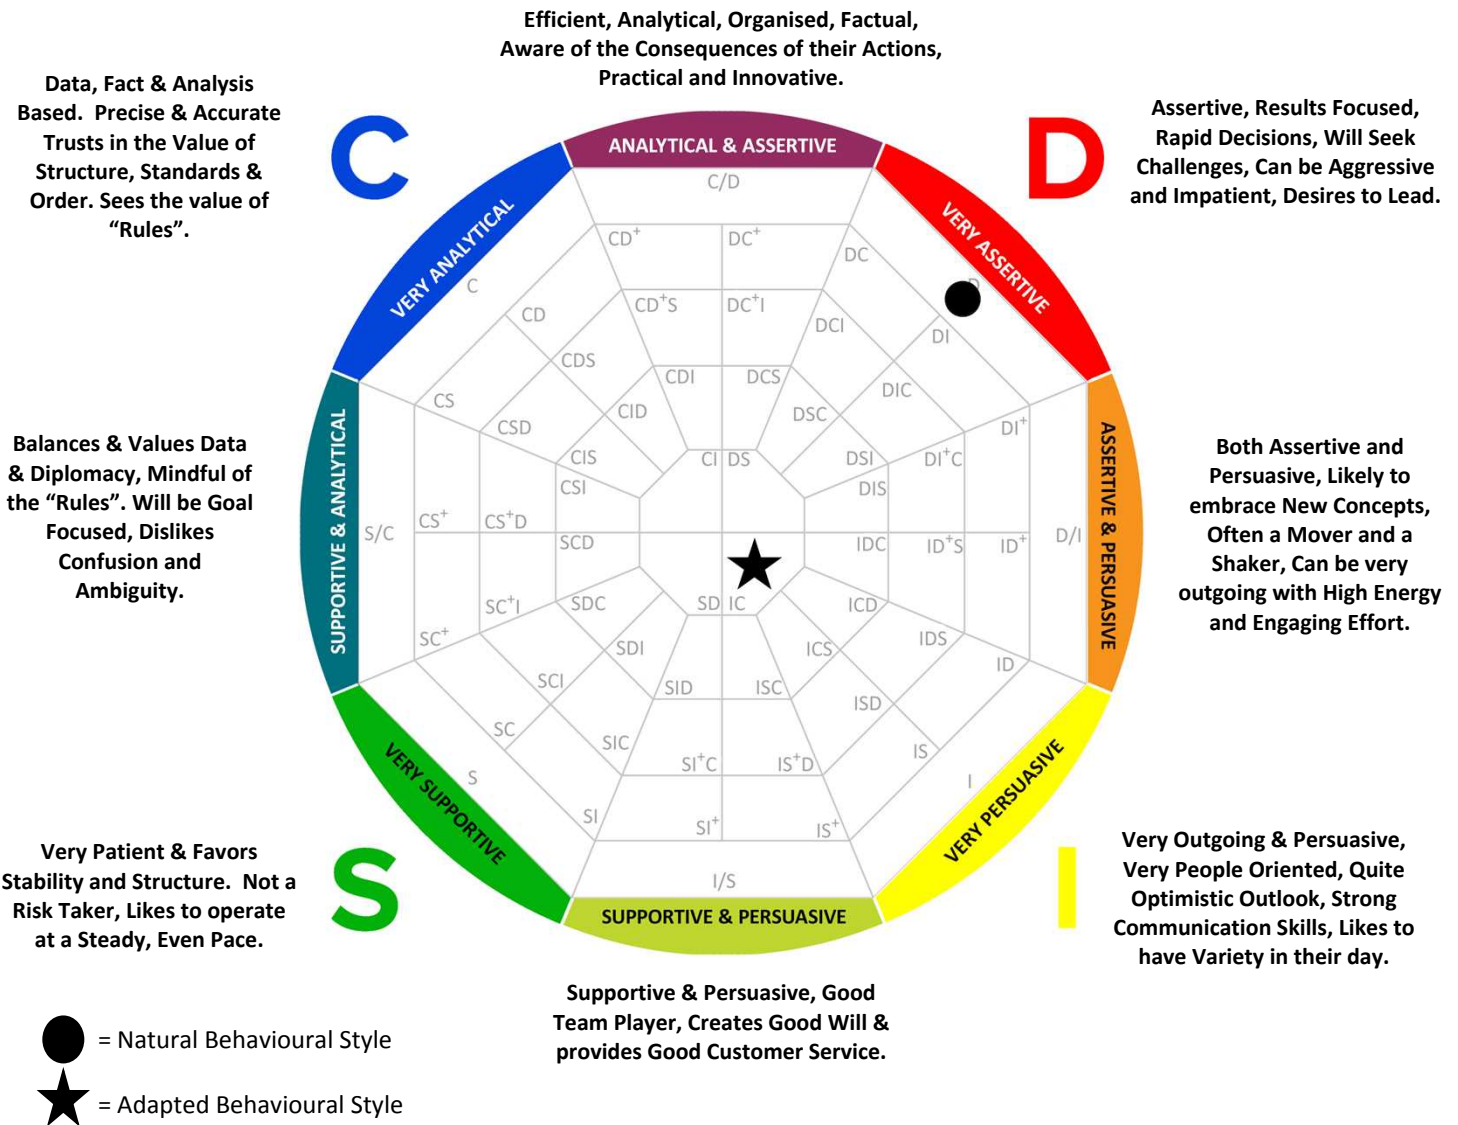 Efficient, Analytical, Organised, Factual,
Aware of the Consequences of their Actions,
Practical and Innovative.
Data, Fact & Analysis
Based.  Precise & Accurate
Trusts in the Value of
Structure, Standards &
Order. Sees the value of
“Rules”.
C
D
Assertive, Results Focused,
Rapid Decisions, Will Seek
Challenges, Can be Aggressive
and Impatient, Desires to Lead.
ANALYTICAL & ASSERTIVE
VERY ANALYTICAL
VERY ASSERTIVE
C/D
CD+
DC+
DC
C
D
CD
CD+S
DC+I
DCI
DI
CDS
CDI
DCS
DIC
CS
CID
DSC
DI+
CSD
CIS
CI
DS
DSI
DI+C
CSI
DIS
Balances & Values Data
& Diplomacy, Mindful of
the “Rules”. Will be Goal
Focused, Dislikes
Confusion and
Ambiguity.
SUPPORTIVE & ANALYTICAL
S/C
CS+
CS+D
SCD
IDC
ID+S
ID+
D/I
ASSERTIVE & PERSUASIVE
Both Assertive and
Persuasive, Likely to
embrace New Concepts,
Often a Mover and a
Shaker, Can be very
outgoing with High Energy
and Engaging Effort.
SC+I
SDC
SD
IC
ICD
SC+
SDI
ICS
IDS
ID
SCI
SID
ISC
ISD
SC
SIC
SI+C
IS+D
IS
S
I
SI
SI+
IS+
I/S
VERY SUPPORTIVE
VERY PERSUASIVE
SUPPORTIVE & PERSUASIVE
Very Patient & Favors
Stability and Structure.  Not a
Risk Taker, Likes to operate
at a Steady, Even Pace.
S
I
Very Outgoing & Persuasive,
Very People Oriented, Quite
Optimistic Outlook, Strong
Communication Skills, Likes to
have Variety in their day.
Supportive & Persuasive, Good
Team Player, Creates Good Will &
provides Good Customer Service.
= Natural Behavioural Style
= Adapted Behavioural Style